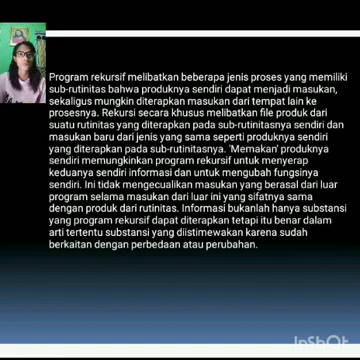 Program rekursif melibatkan beberapa jenis proses yang memiliki
sub-rutinitas bahwa produknya sendiri dapat menjadi masukan,
sekaligus mungkin diterapkan masukan dari tempat lain ke
prosesnya. Rekursi secara khusus melibatkan file produk dari
suatu rutinitas yang diterapkan pada sub-rutinitasnya sendiri dan
masukan baru dari jenis yang sama seperti produknya sendiri
yang diterapkan pada sub-rutinitasnya. 'Memakan' produknya
sendiri memungkinkan program rekursif untuk menyerap
keduanya sendiri informasi dan untuk mengubah fungsinya
sendiri. Ini tidak mengecualikan masukan yang berasal dari luar
program selama masukan dari luar ini yang sifatnya sama
dengan produk dari rutinitas. Informasi bukanlah hanya substansi
yang program rekursif dapat diterapkan tetapi itu benar dalam
arti tertentu substansi yang diistimewakan karena sudah
berkaitan dengan perbedaan atau perubahan.
InShOt